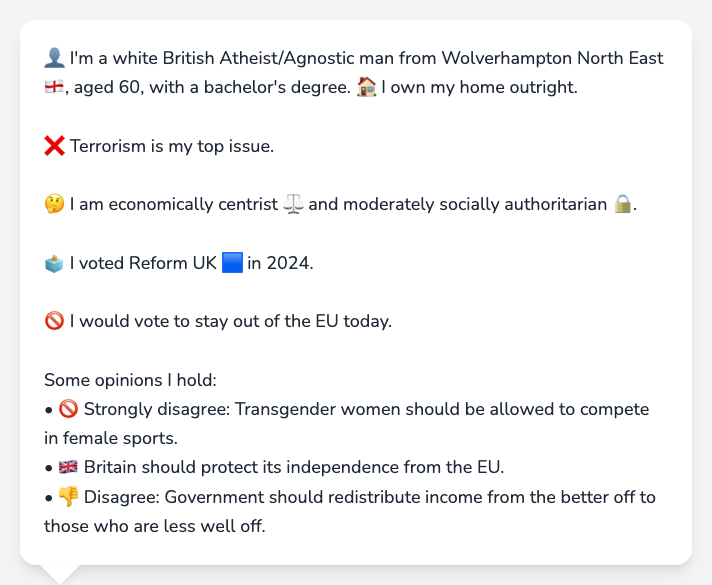 👤 I'm a white British Atheist/Agnostic man from Wolverhampton North East
🏴󠁧󠁢󠁥󠁮󠁧󠁿, aged 60, with a bachelor's degree. 🏠 I own my home outright.
❌ Terrorism is my top issue.
🤔 I am economically centrist ⚖️ and moderately socially authoritarian 🔒.
🗳️ I voted Reform UK 🟦 in 2024.
🚫 I would vote to stay out of the EU today.
Some opinions I hold:
• 🚫 Strongly disagree: Transgender women should be allowed to compete
in female sports.
• 🇬🇧 Britain should protect its independence from the EU.
• 👎 Disagree: Government should redistribute income from the better off to
those who are less well off.